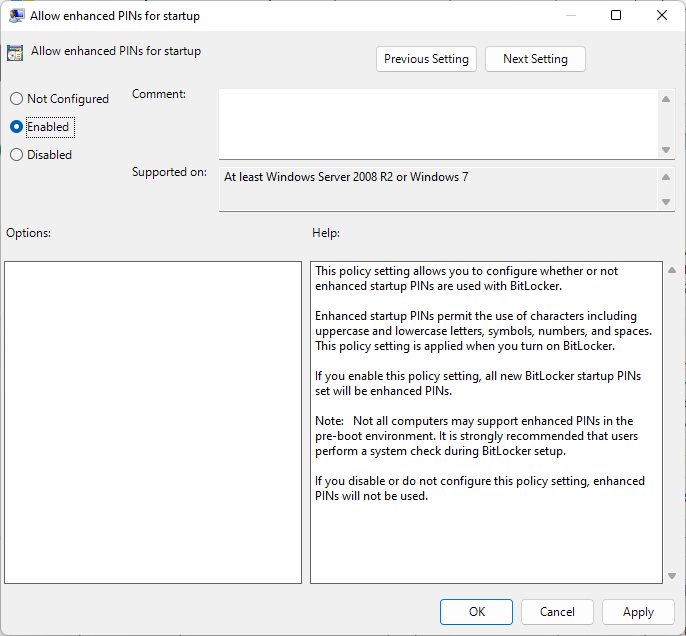 Allow enhanced PINs for startup
Allow enhanced PINs for startup
Previous Setting
Next Setting
Not Configured
Enabled
Disabled
Comment:
Supported on:
At least Windows Server 2008 R2 or Windows 7
Options:
Help:
This policy setting allows you to configure whether or not
enhanced startup PINs are used with BitLocker.
Enhanced startup PINs permit the use of characters including
uppercase and lowercase letters, symbols, numbers, and spaces.
This policy setting is applied when you turn on BitLocker.
If you enable this policy setting, all new BitLocker startup PINs
set will be enhanced PINs.
Note:   Not all computers may support enhanced PINs in the
pre-boot environment. It is strongly recommended that users
perform a system check during BitLocker setup.
If you disable or do not configure this policy setting, enhanced
PINs will not be used.
OK
Cancel
Apply